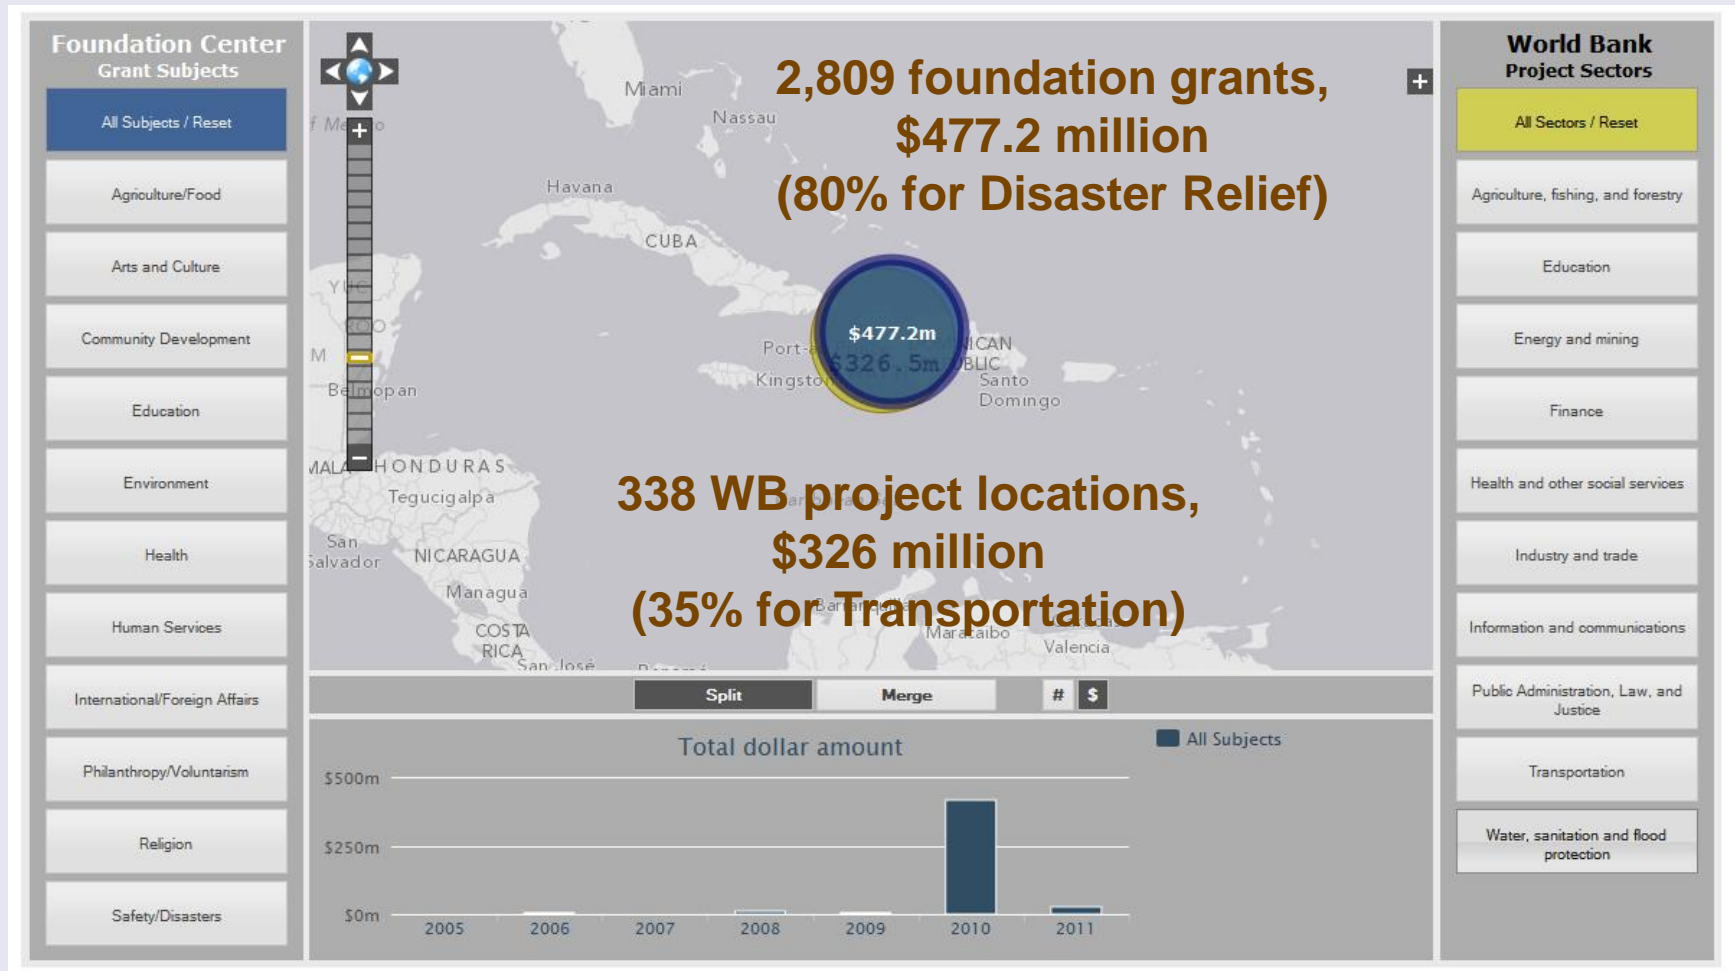 Foundation Center
Grant Subjects
All Subjects / Reset
Agriculture/Food
Arts and Culture
Community Development
Education
Environment
Health
Human Services
International/Foreign Affairs
Philanthropy/Voluntarism
Religion
Safety/Disasters
2,809 foundation grants,
$477.2 million
(80% for Disaster Relief)
Miami
Nassau
Havana
CUBA
$477.2m
$326.5m
Kingston
Santo
Domingo
Belmopan
HONDURAS
Tegucigalpa
San
Salvador
NICARAGUA
Managua
COSTA
RICA
San José
338 WB project locations,
$326 million
(35% for Transportation)
Maracaibo
Valencia
Split
Merge
#
$
Total dollar amount
All Subjects
$500m
$250m
$0m
2005
2006
2007
2008
2009
2010
2011
World Bank
Project Sectors
All Sectors / Reset
Agriculture, fishing, and forestry
Education
Energy and mining
Finance
Health and other social services
Industry and trade
Information and communications
Public Administration, Law, and
Justice
Transportation
Water, sanitation and flood
protection